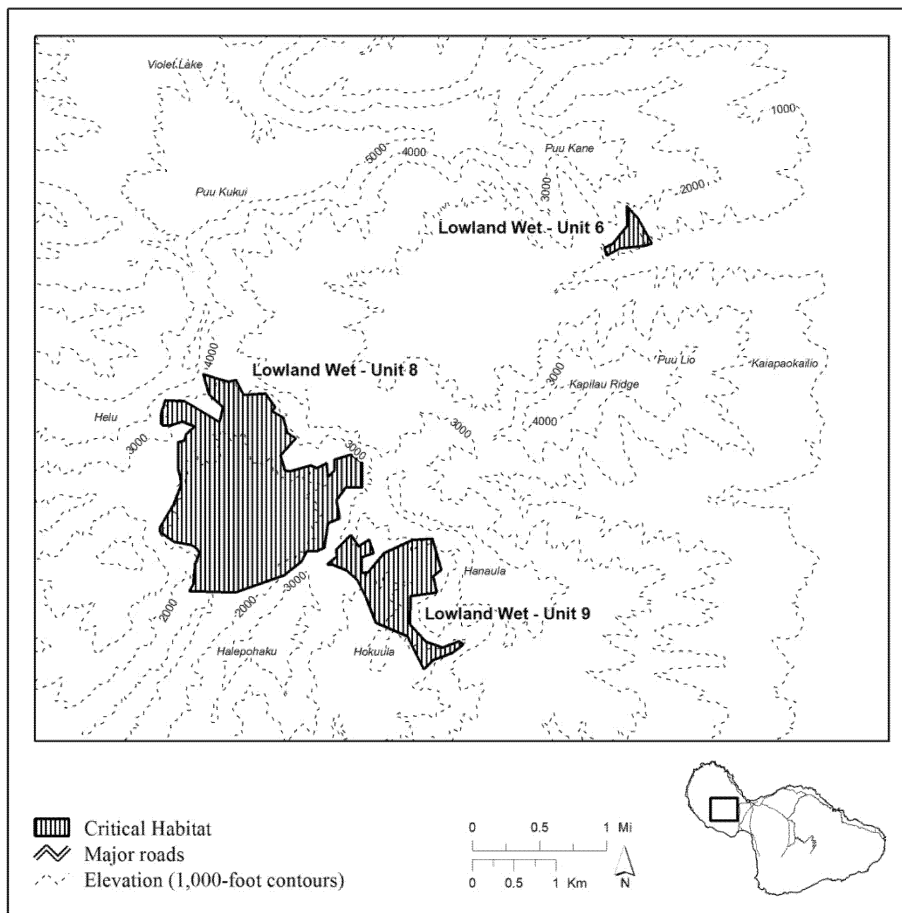 Violet Lake
1000
Puu Kane
5000
4000
2000
3000
Puu Kukui
Lowland Wet - Unit 6
4000
Lowland Wet - Unit 8
Puu Lio
Kaiapaokailio
3000
Kapilau Ridge
Helu
4000
3000
3000
3000
Hanaula
2000
2000
3000
Lowland Wet - Unit 9
Halepohaku
Hokuula
Critical Habitat
Major roads
Elevation (1,000-foot contours)
0 0.5 1 Mi
0 0.5 1 Km
N